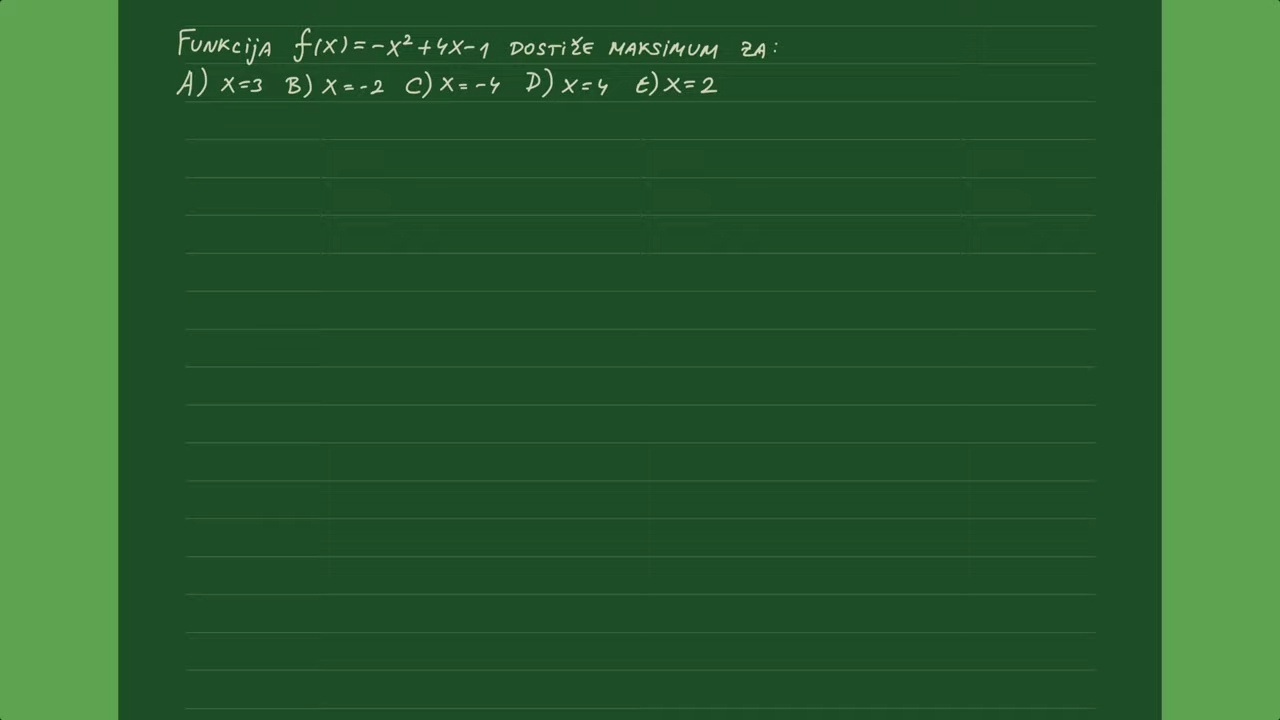 Funkcija f(x)=-x²+4x-1 dostiže maksimum za:
A) x=3 B) x=-2 C) x=-4 D) x=4 E) x=2